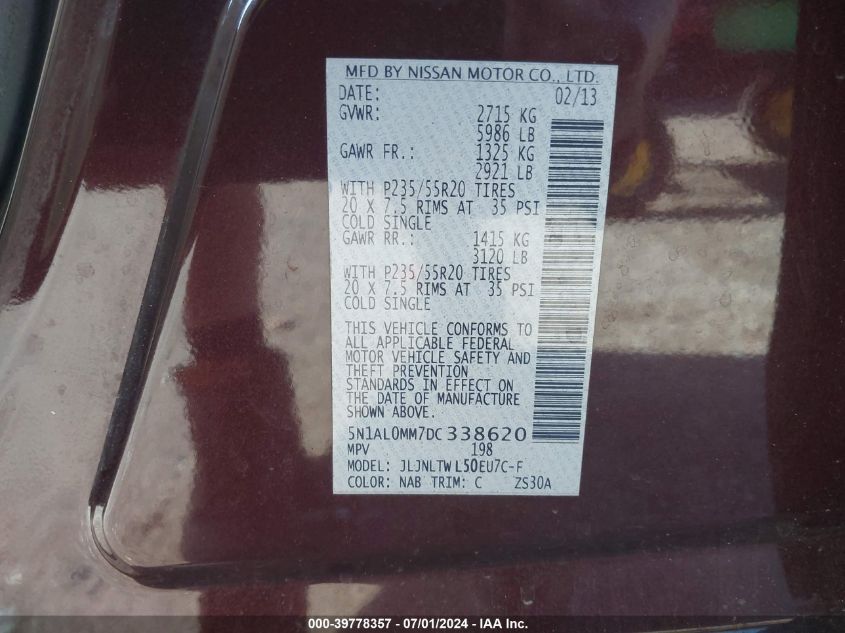 MFD BY NISSAN MOTOR CO., LTD.
DATE: 02/13
GVWR: 2715 KG
5986 LB
GAWR FR.: 1325 KG
2921 LB
WITH P235/55R20 TIRES
20 X 7.5 RIMS AT 35 PSI
COLD SINGLE
GAWR RR.: 1415 KG
3120 LB
WITH P235/55R20 TIRES
20 X 7.5 RIMS AT 35 PSI
COLD SINGLE
THIS VEHICLE CONFORMS TO
ALL APPLICABLE FEDERAL
MOTOR VEHICLE SAFETY AND
THEFT PREVENTION
STANDARDS IN EFFECT ON
THE DATE OF MANUFACTURE
SHOWN ABOVE.
5N1AL0MM7DC338620
MPV 198
MODEL: JLJNLTWL50EU7C-F
COLOR: NAB TRIM: C ZS30A
000-39778357 - 07/01/2024 - IAA Inc.